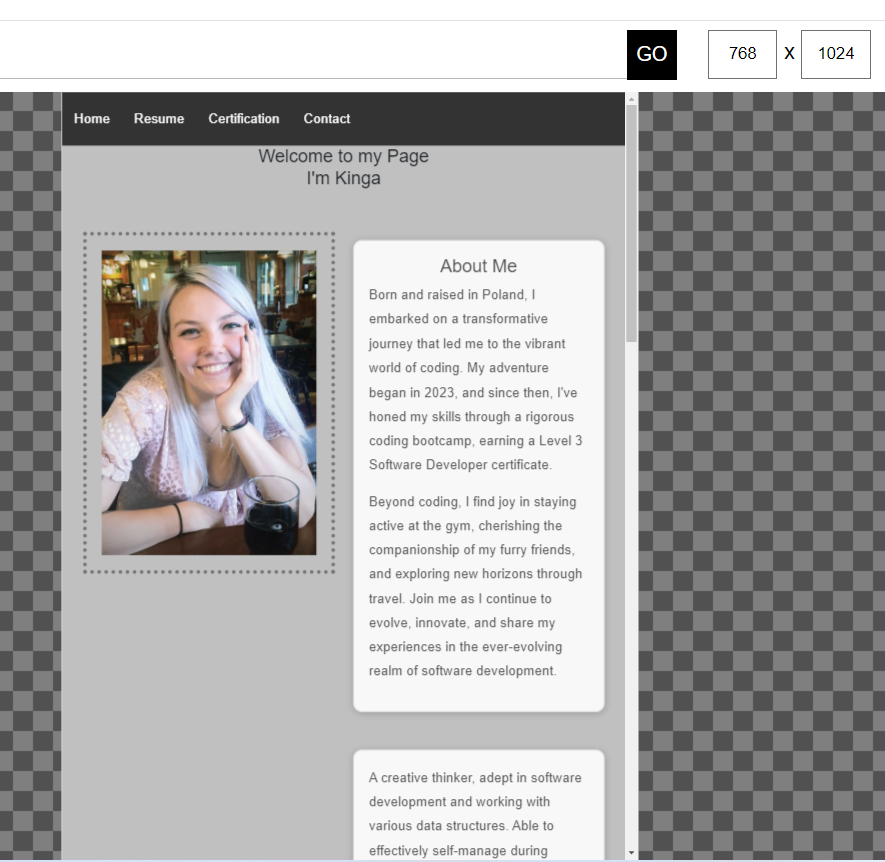 GO 768 X 1024
Home Resume Certification Contact
Welcome to my Page
I'm Kinga
About Me
Born and raised in Poland, I
embarked on a transformative
journey that led me to the vibrant
world of coding. My adventure
began in 2023, and since then, I've
honed my skills through a rigorous
coding bootcamp, earning a Level 3
Software Developer certificate.
Beyond coding, I find joy in staying
active at the gym, cherishing the
companionship of my furry friends,
and exploring new horizons through
travel. Join me as I continue to
evolve, innovate, and share my
experiences in the ever-evolving
realm of software development.
A creative thinker, adept in software
development and working with
various data structures. Able to
effectively self-manage during